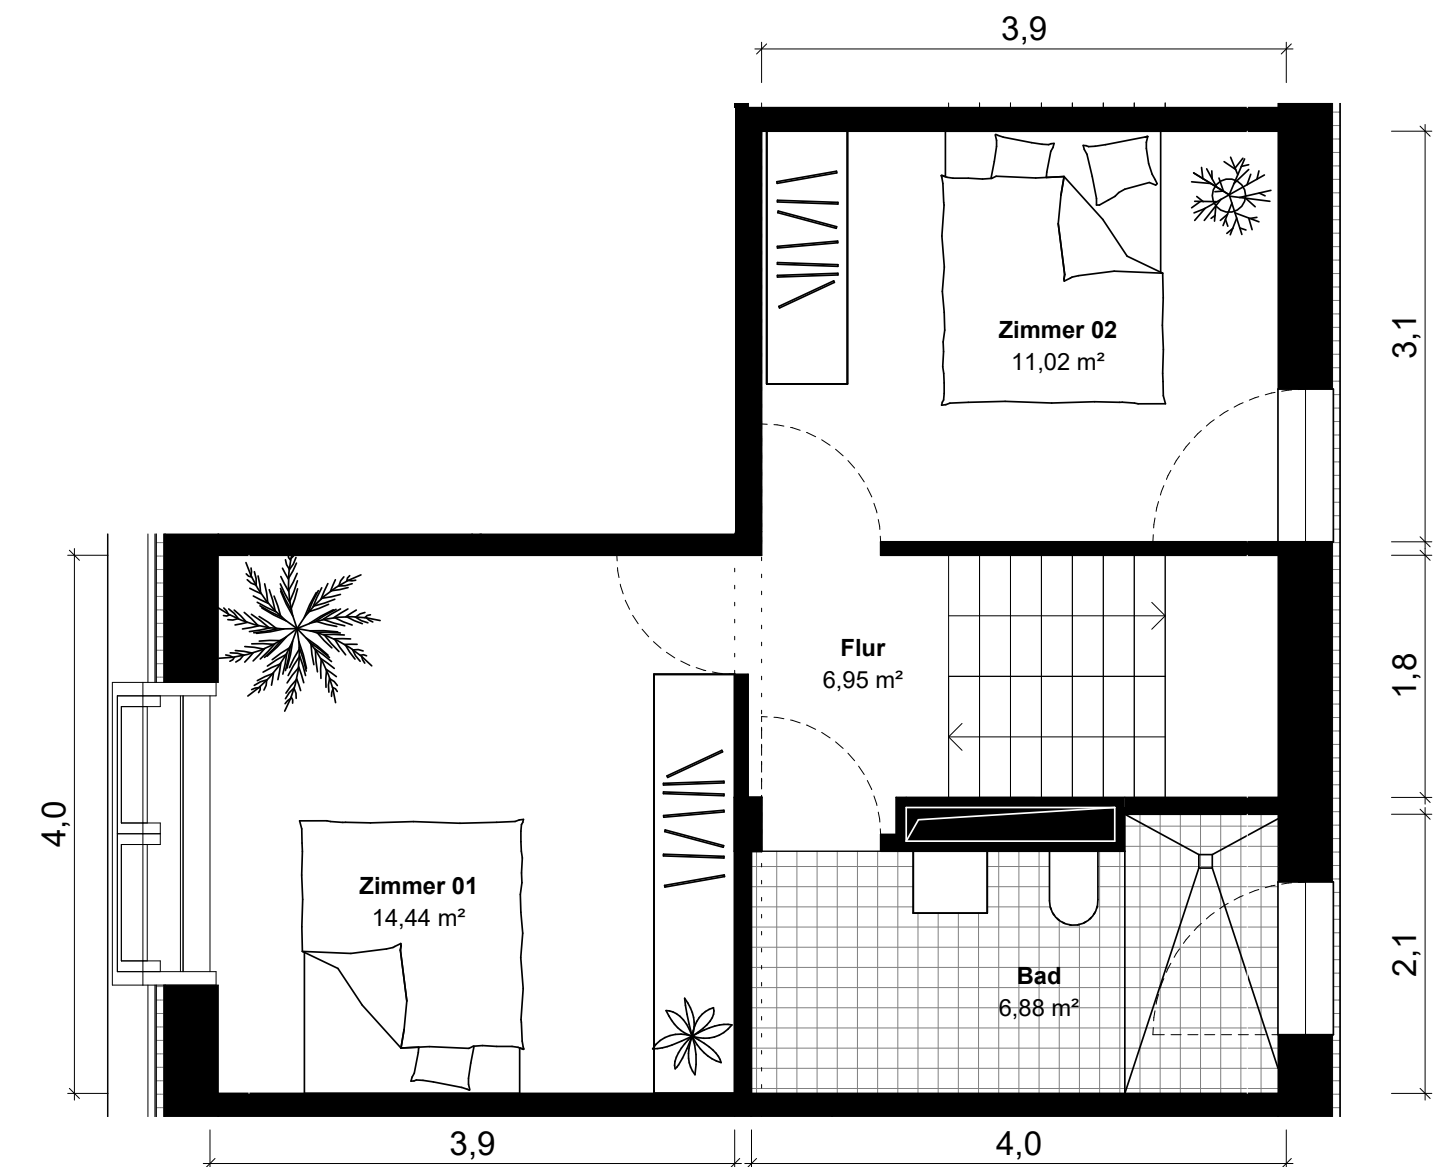 3,9
Zimmer 02
11,02 m²
3,1
Flur
6,95 m²
1,8
4,0
Zimmer 01
14,44 m²
Bad
6,88 m²
2,1
3,9
4,0